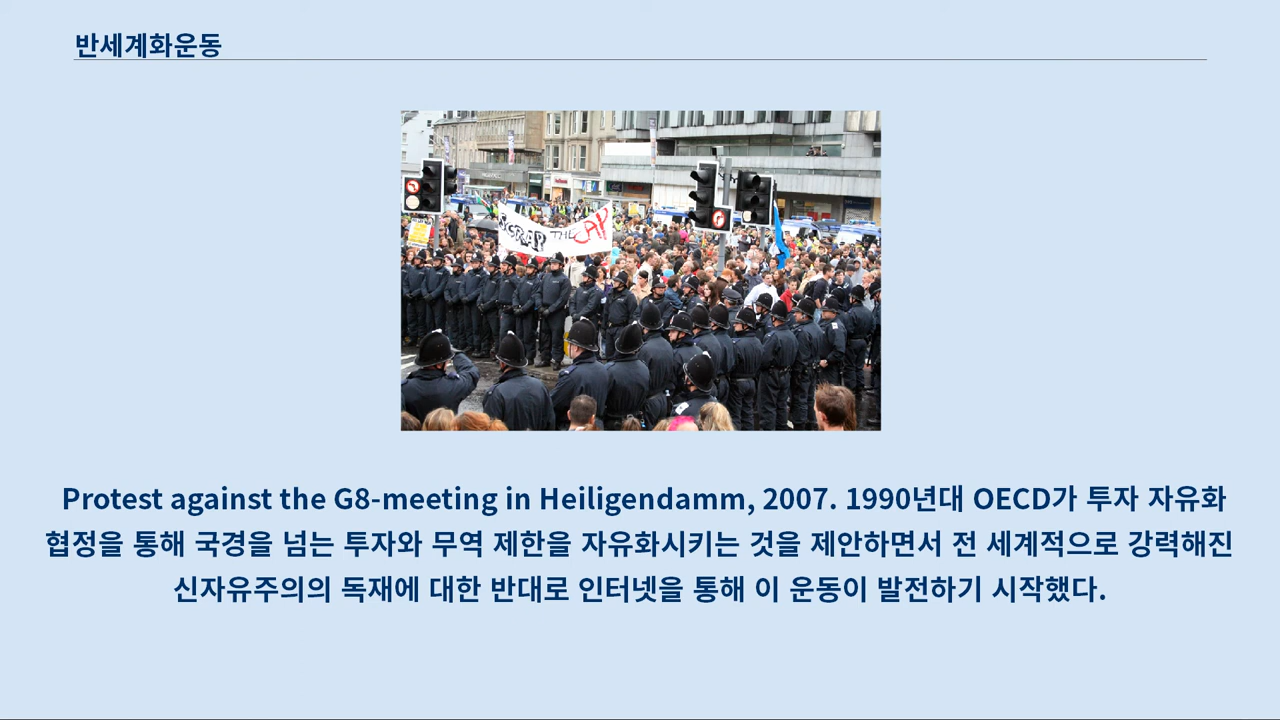 반세계화운동
SCRAP THE CAP
Protest against the G8-meeting in Heiligendamm, 2007. 1990년대 OECD가 투자 자유화
협정을 통해 국경을 넘는 투자와 무역 제한을 자유화시키는 것을 제안하면서 전 세계적으로 강력해진
신자유주의의 독재에 대한 반대로 인터넷을 통해 이 운동이 발전하기 시작했다.